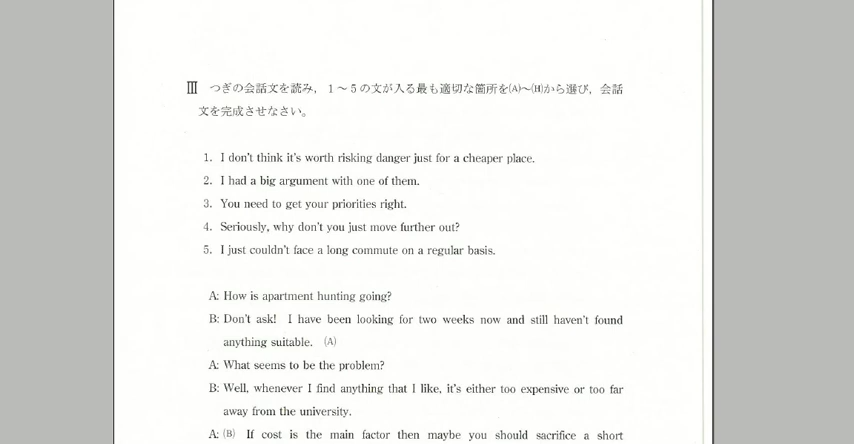 Ⅲ つぎの会話文を読み，1～5の文が入る最も適切な箇所を(A)～(H)から選び，会話
文を完成させなさい。
1. I don't think it's worth risking danger just for a cheaper place.
2. I had a big argument with one of them.
3. You need to get your priorities right.
4. Seriously, why don't you just move further out?
5. I just couldn't face a long commute on a regular basis.
A: How is apartment hunting going?
B: Don't ask! I have been looking for two weeks now and still haven't found
anything suitable. (A)
A: What seems to be the problem?
B: Well, whenever I find anything that I like, it's either too expensive or too far
away from the university.
A: (B) If cost is the main factor then maybe you should sacrifice a short